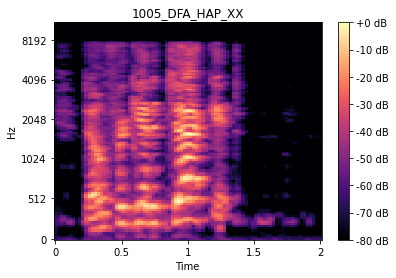 1005_DFA_HAP_XX
+0 dB
8192
-10 dB
4096
-20 dB
-30 dB
2048
Hz
-40 dB
1024
-50 dB
512
-60 dB
-70 dB
0
-80 dB
0 0.5 1 1.5 2
Time